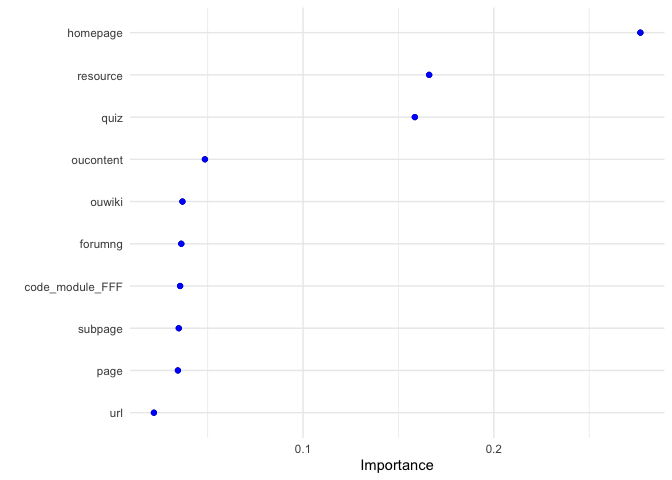 homepage
resource
quiz
oucontent
ouwiki
forumng
code_module_FFF
subpage
page
url
0.1 0.2
Importance